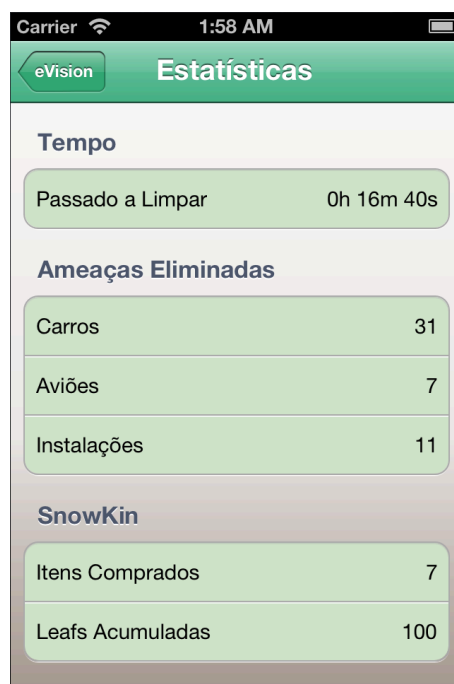 Carrier 1:58 AM
eVision Estatísticas
Tempo
Passado a Limpar 0h 16m 40s
Ameaças Eliminadas
Carros 31
Aviões 7
Instalações 11
SnowKin
Itens Comprados 7
Leafs Acumuladas 100